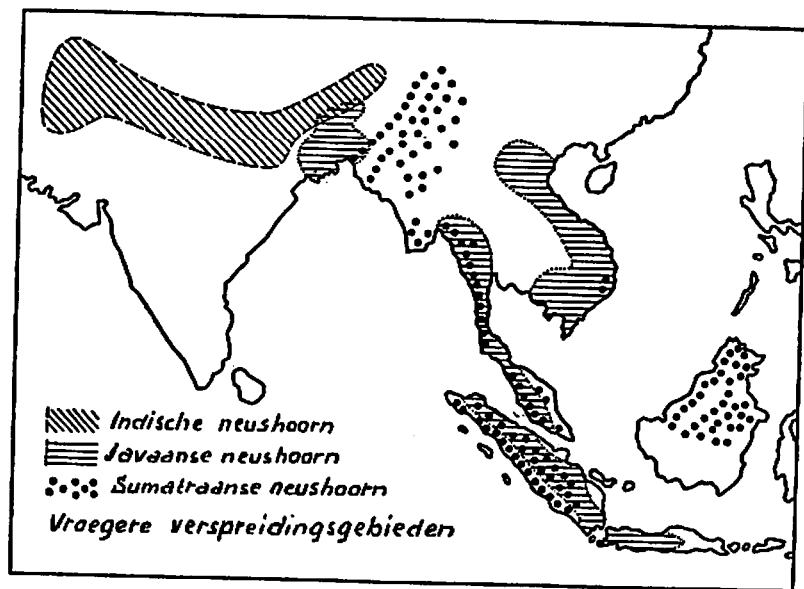 Indische neushoorn
Javaanse neushoorn
Sumatraanse neushoorn
Vroegere verspreidingsgebieden